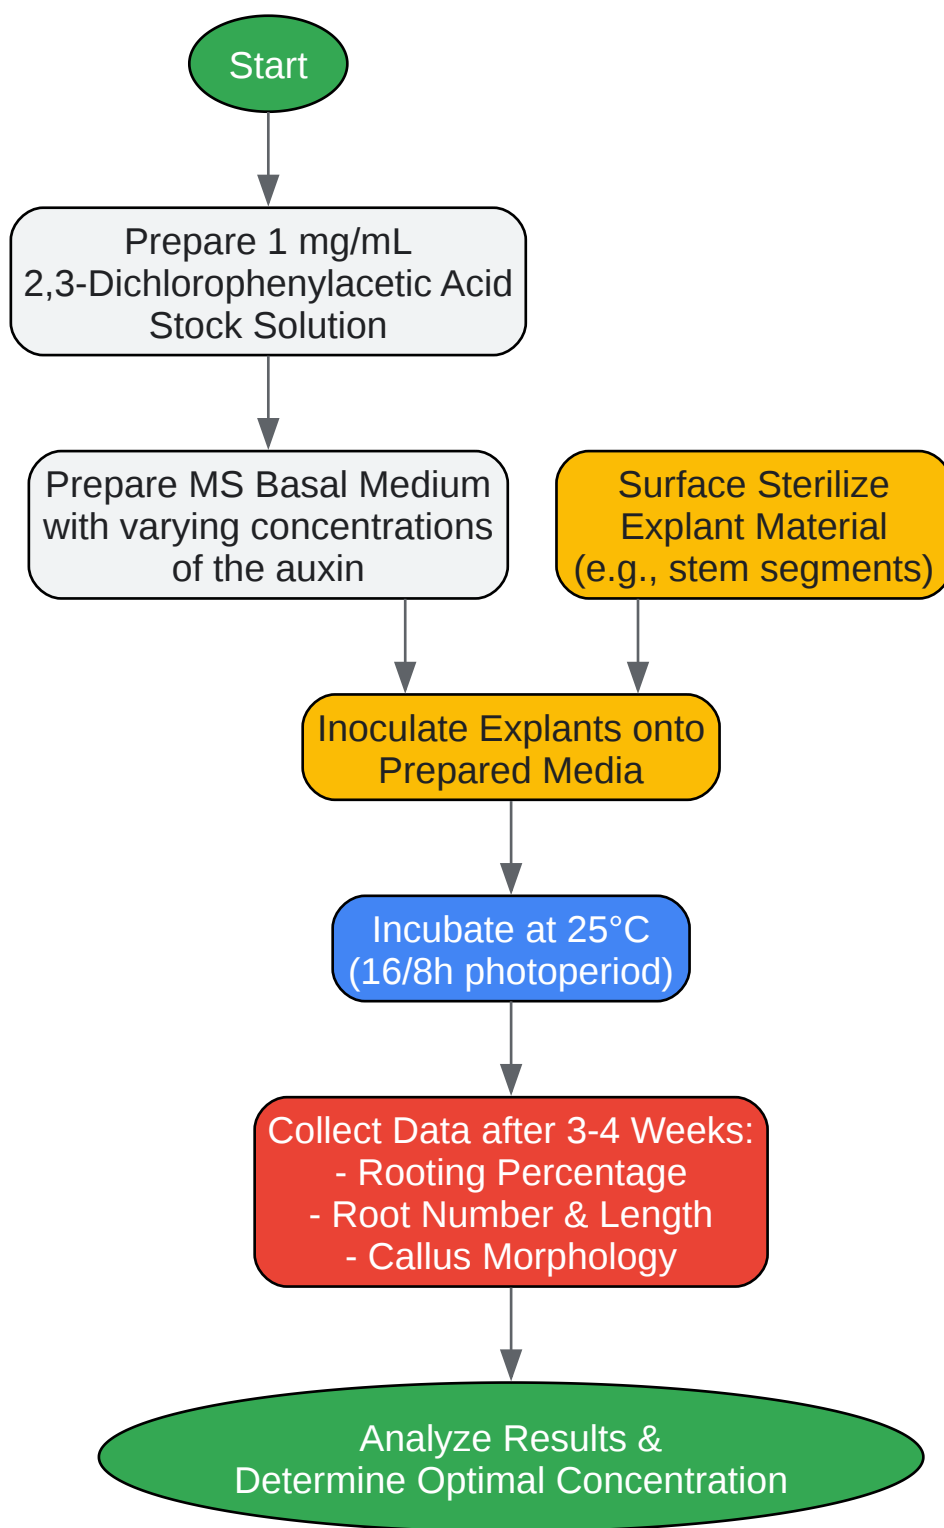 Start
Prepare 1 mg/mL
2,3-Dichlorophenylacetic Acid
Stock Solution
Prepare MS Basal Medium
with varying concentrations
of the auxin
Surface Sterilize
Explant Material
(e.g., stem segments)
Inoculate Explants onto
Prepared Media
Incubate at 25°C
(16/8h photoperiod)
Collect Data after 3-4 Weeks:
- Rooting Percentage
- Root Number & Length
- Callus Morphology
Analyze Results &
Determine Optimal Concentration